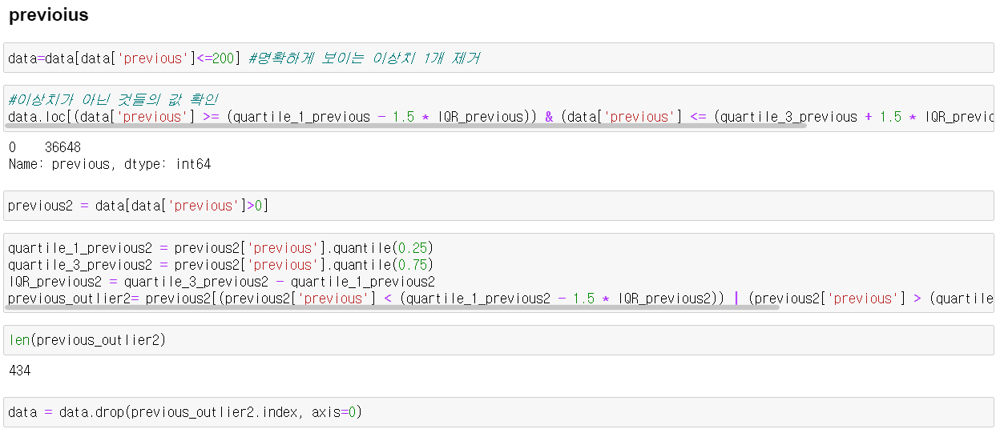 previoius
data=data[data['previous']<=200] #명확하게 보이는 이상치 1개 제거
#이상치가 아닌 것들의 값 확인
data.loc[(data['previous'] >= (quartile_1_previous - 1.5 * IQR_previous)) & (data['previous'] <= (quartile_3_previous + 1.5 * IQR_previo
0    36648
Name: previous, dtype: int64
previous2 = data[data['previous']>0]
quartile_1_previous2 = previous2['previous'].quantile(0.25)
quartile_3_previous2 = previous2['previous'].quantile(0.75)
IQR_previous2 = quartile_3_previous2 - quartile_1_previous2
previous_outlier2= previous2[(previous2['previous'] < (quartile_1_previous2 - 1.5 * IQR_previous2)) | (previous2['previous'] > (quartile
len(previous_outlier2)
434
data = data.drop(previous_outlier2.index, axis=0)